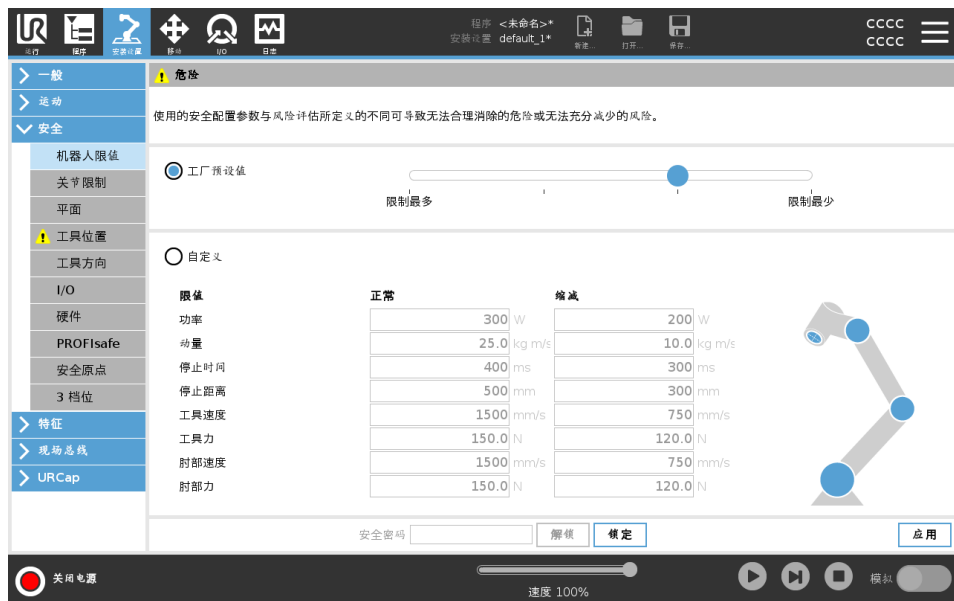 程序 <未命名>*
安装设置 default_1*
CCCC
CCCC
运行 程序 安装设置 移动 I/O 日志 新建... 打开... 保存...
一般
运动
安全
机器人限值
关节限制
平面
工具位置
工具方向
I/O
硬件
PROFIsafe
安全原点
3 档位
特征
现场总线
URCap
危险
使用的安全配置参数与风险评估所定义的不同可导致无法合理消除的危险或无法充分减少的风险。
工厂预设值
限制最多 限制最少
自定义
限值 正常 缩减
功率 300 W 200 W
动量 25.0 kg m/s 10.0 kg m/s
停止时间 400 ms 300 ms
停止距离 500 mm 300 mm
工具速度 1500 mm/s 750 mm/s
工具力 150.0 N 120.0 N
肘部速度 1500 mm/s 750 mm/s
肘部力 150.0 N 120.0 N
安全密码 解锁 锁定 应用
关闭电源
速度 100%
模拟